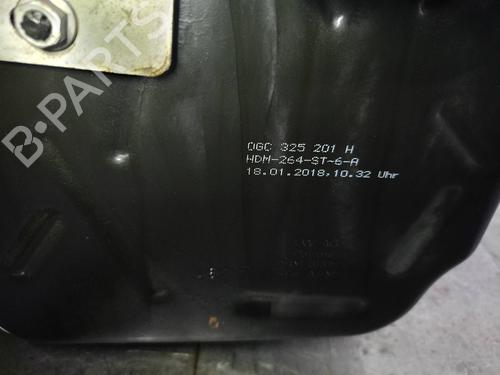 B-PARTS
0GC 325 201 H
HDM-264-ST-6-A
18.01.2018,10.32 Uhr